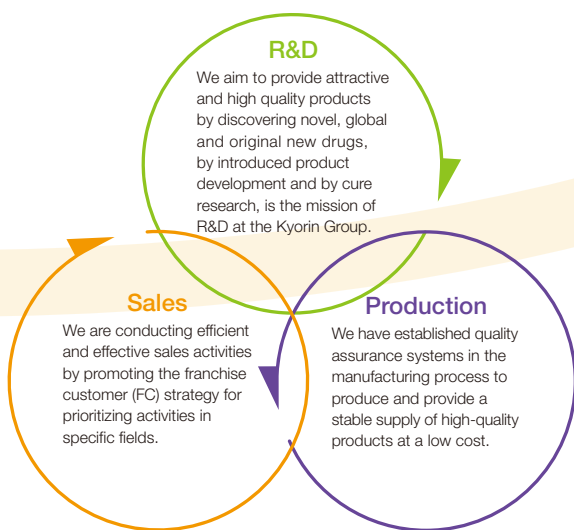 R&D
We aim to provide attractive
and high quality products
by discovering novel, global
and original new drugs,
by introduced product
development and by cure
research, is the mission of
R&D at the Kyorin Group.
Sales
We are conducting efficient
and effective sales activities
by promoting the franchise
customer (FC) strategy for
prioritizing activities in
specific fields.
Production
We have established quality
assurance systems in the
manufacturing process to
produce and provide a
stable supply of high-quality
products at a low cost.